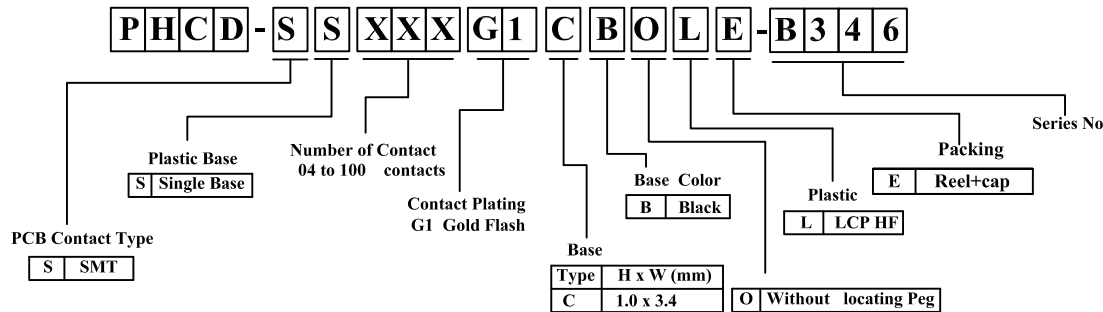 PHCD-SSXXXG1CBOLE-B346
Series No
Packing
E Reel+cap
Plastic
L LCP HF
Base Color
B Black
Number of Contact
04 to 100 contacts
Plastic Base
S Single Base
Contact Plating
G1 Gold Flash
PCB Contact Type
S SMT
Base
Type H x W (mm)
C 1.0 x 3.4
O Without locating Peg